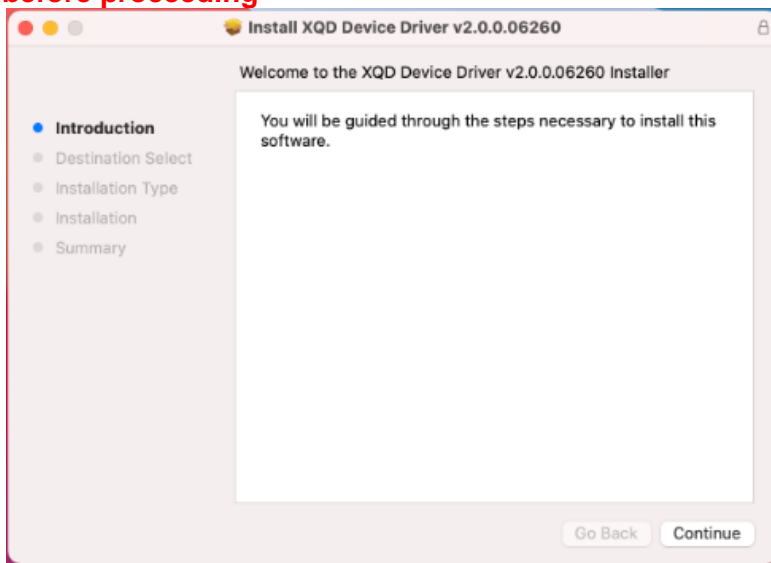 before proceeding
Install XQD Device Driver v2.0.0.06260
Welcome to the XQD Device Driver v2.0.0.06260 Installer
Introduction
Destination Select
Installation Type
Installation
Summary
You will be guided through the steps necessary to install this
software.
Go Back
Continue